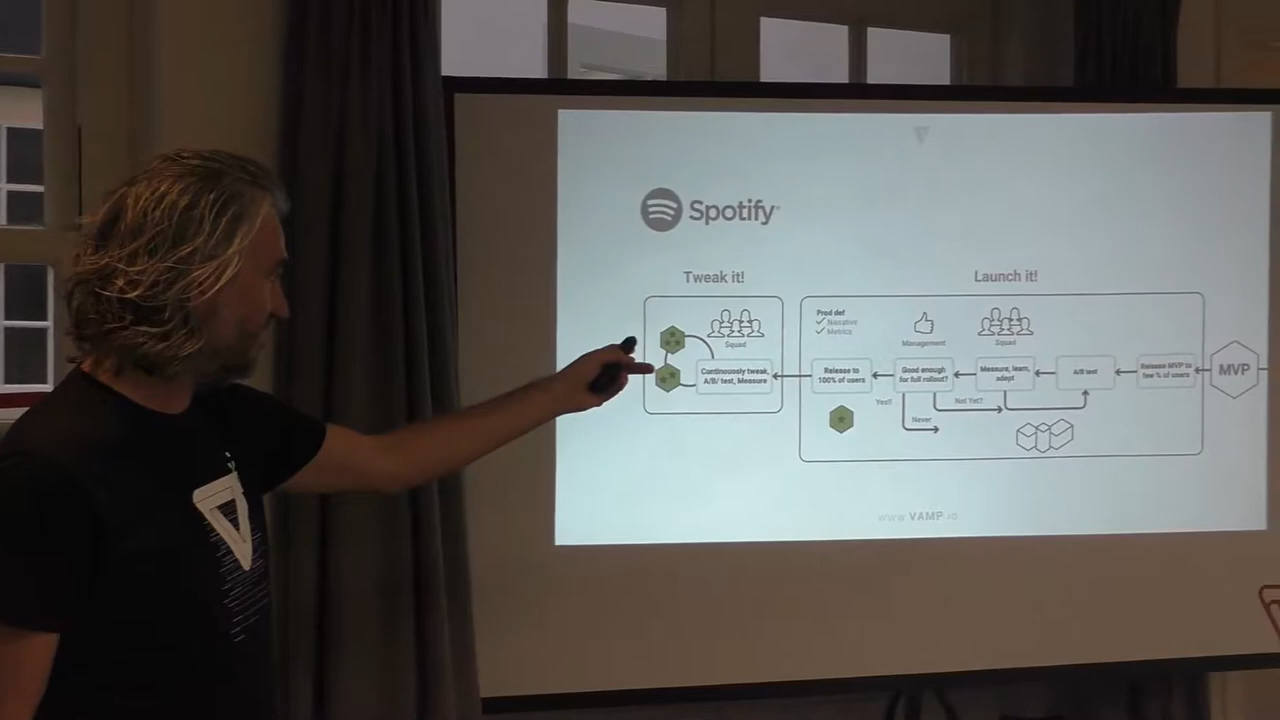 Spotify
Tweak it!
Launch it!
Squad
Continuously tweak,
A/B/ test, Measure
Prod def
Narrative
Metrics
Management
Squad
Release to
100% of users
Good enough
for full rollout?
Measure, learn,
adapt
A/B test
Release MVP to
few % of users
MVP
Yes!!
Not Yet?
Never
www.VAMP.io